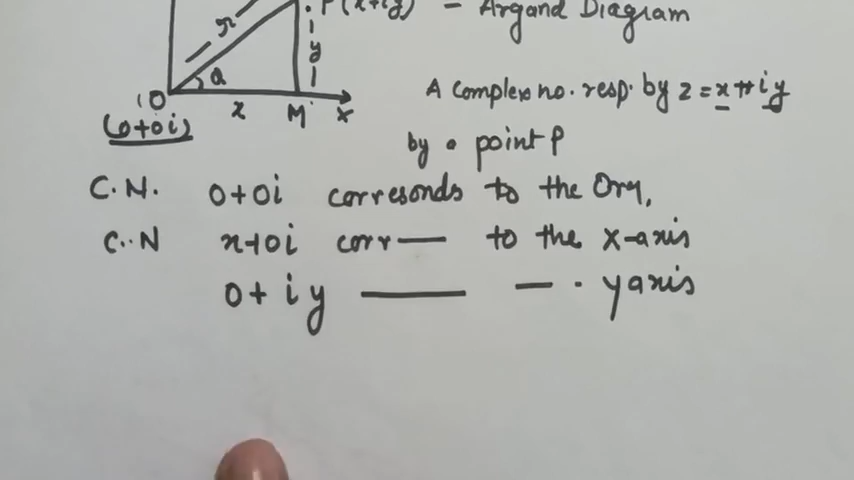 P(x+iy) - Argand Diagram
r
y
θ
O
x
M
X
(0+0i)
A Complex no. resp. by z = x+iy
by a point P
C.N. 0+0i corresonds to the Ory,
C..N x+0i corr— to the x-axis
0+iy —— — . y axis